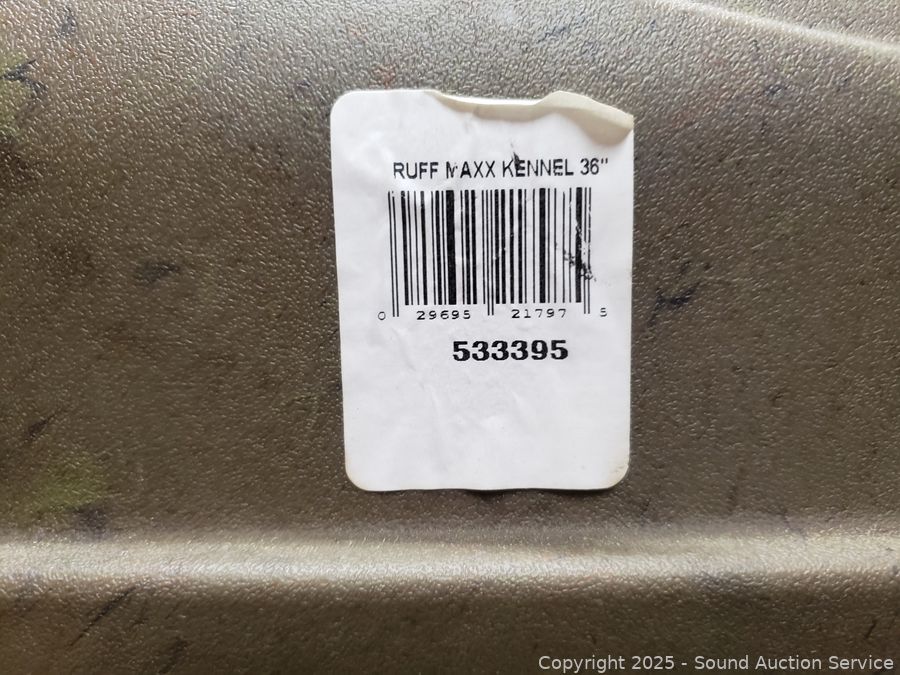 RUFF MAXX KENNEL 36"
0 29695 21797 5
533395
Copyright © 2025 - Sound Auction Service